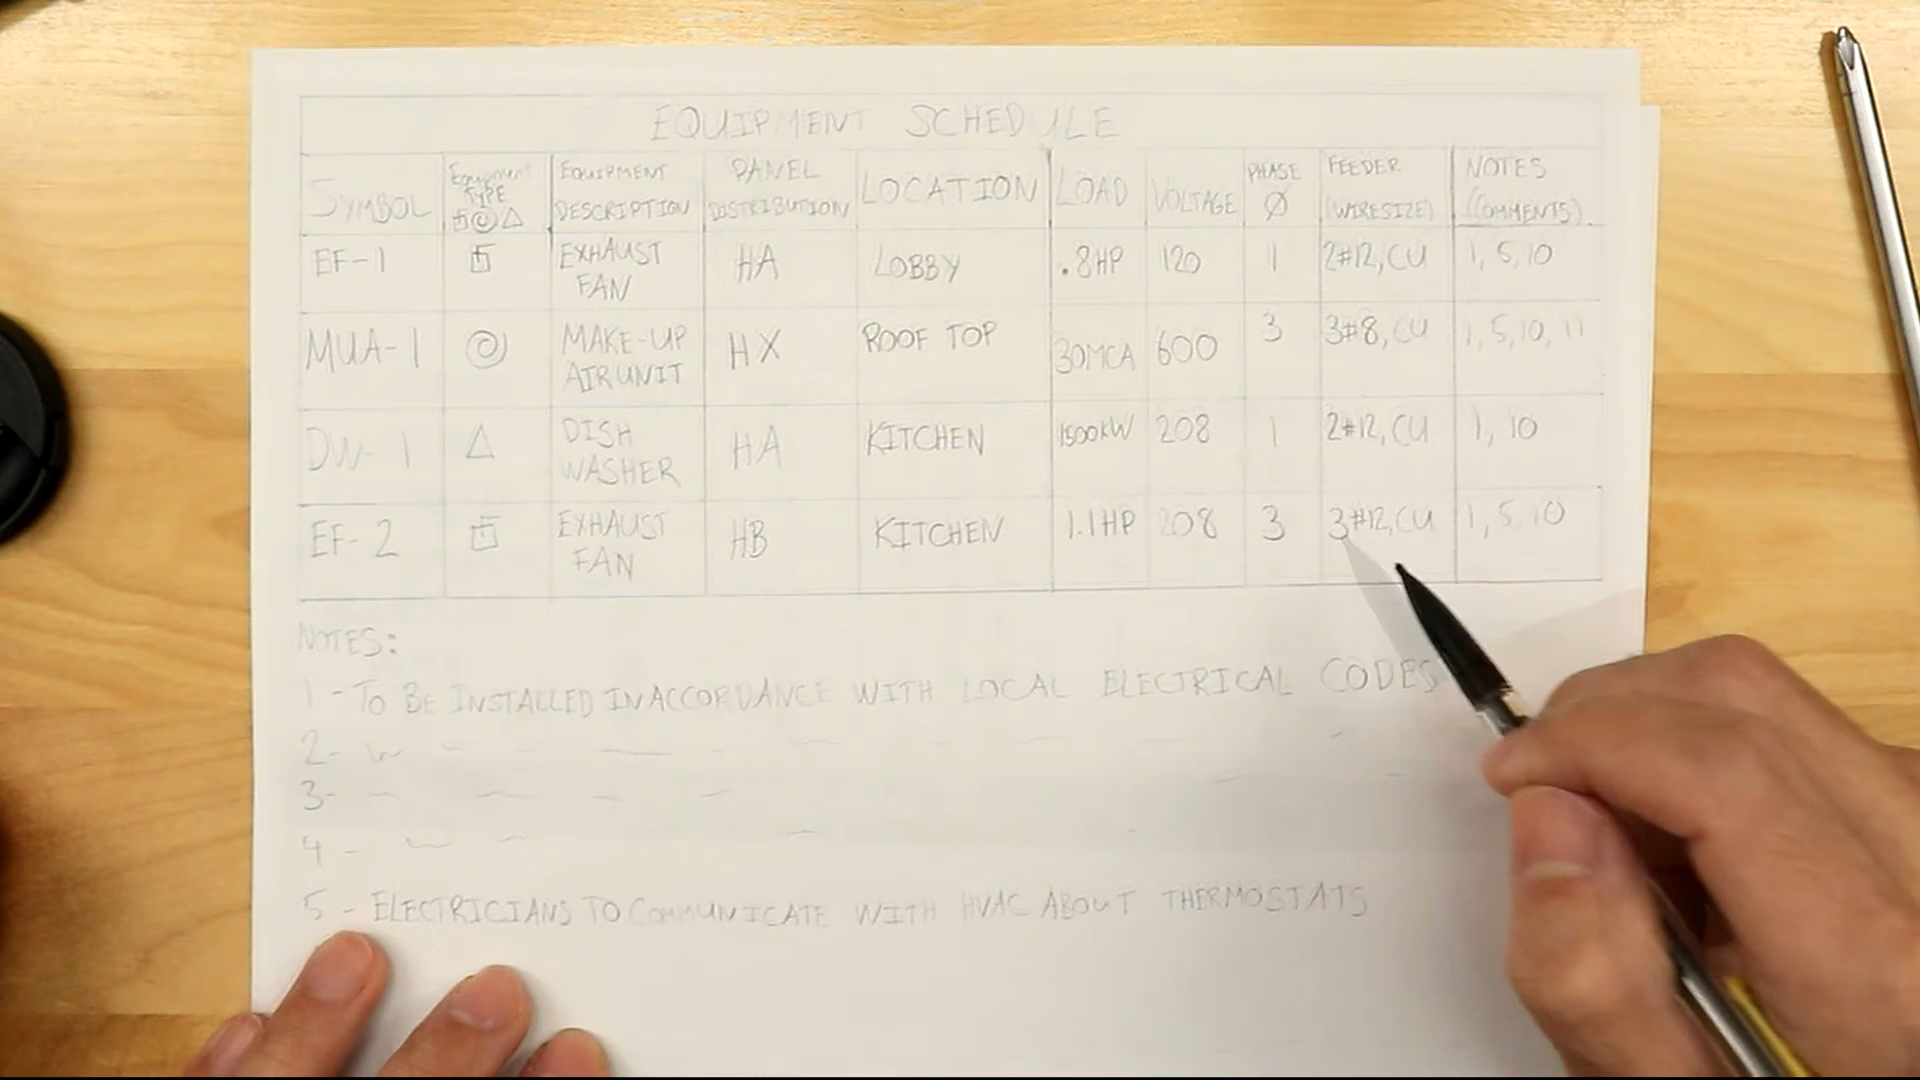 EQUIPMENT SCHEDULE
SYMBOL
Equipment
TYPE
EQUIPMENT
DESCRIPTION
PANEL
DISTRIBUTION
LOCATION
LOAD
VOLTAGE
PHASE
Ø
FEEDER
(WIRESIZE)
NOTES
(COMMENTS)
EF-1
EXHAUST
FAN
HA
LOBBY
.8HP
120
1
2#12, CU
1, 5, 10
MUA-1
MAKE-UP
AIR UNIT
HX
ROOF TOP
30MCA
600
3
3#8, CU
1, 5, 10, 11
DW-1
DISH
WASHER
HA
KITCHEN
1500kW
208
1
2#12, CU
1, 10
EF-2
EXHAUST
FAN
HB
KITCHEN
1.1HP
208
3
3#12, CU
1, 5, 10
NOTES:
1 - TO BE INSTALLED IN ACCORDANCE WITH LOCAL ELECTRICAL CODES
2-
3-
4 -
5 - ELECTRICIANS TO COMMUNICATE WITH HVAC ABOUT THERMOSTATS